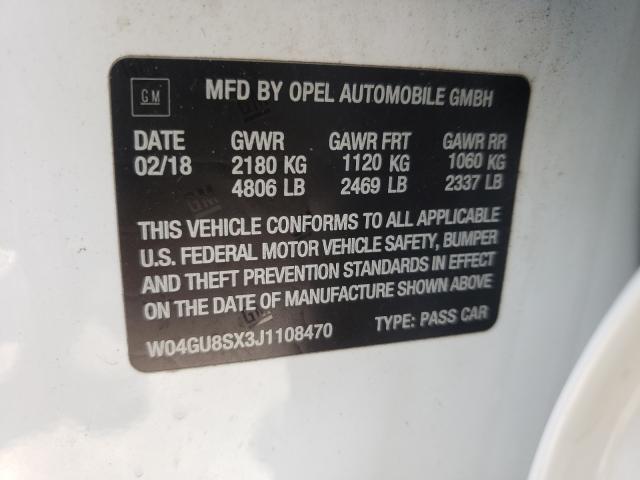 GM MFD BY OPEL AUTOMOBILE GMBH
DATE GVWR GAWR FRT GAWR RR
02/18 2180 KG 1120 KG 1060 KG
4806 LB 2469 LB 2337 LB
THIS VEHICLE CONFORMS TO ALL APPLICABLE
U.S. FEDERAL MOTOR VEHICLE SAFETY, BUMPER
AND THEFT PREVENTION STANDARDS IN EFFECT
ON THE DATE OF MANUFACTURE SHOWN ABOVE
W04GU8SX3J1108470 TYPE: PASS CAR